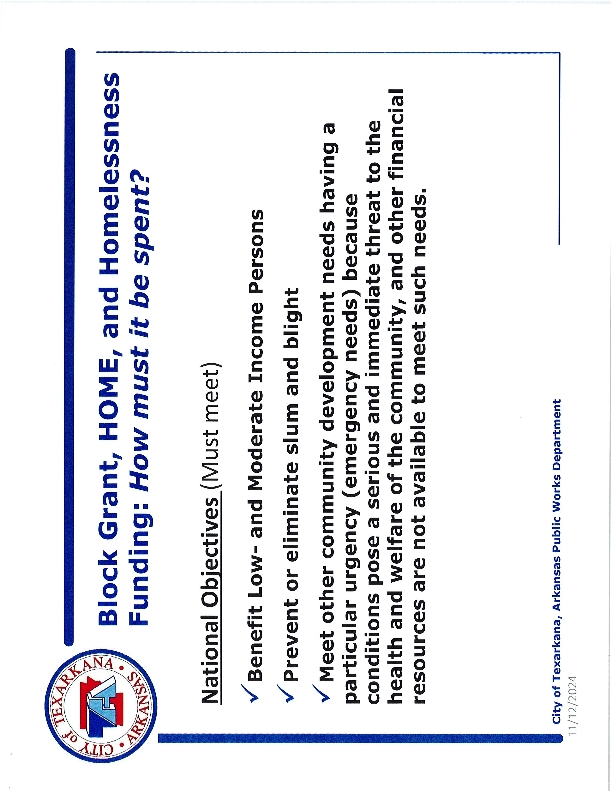 CITY of TEXARKANA
ARKANSAS
Block Grant, HOME, and Homelessness
Funding: How must it be spent?
National Objectives (Must meet)
✓ Benefit Low- and Moderate Income Persons
✓ Prevent or eliminate slum and blight
✓ Meet other community development needs having a
particular urgency (emergency needs) because
conditions pose a serious and immediate threat to the
health and welfare of the community, and other financial
resources are not available to meet such needs.
City of Texarkana, Arkansas Public Works Department
11/12/2024